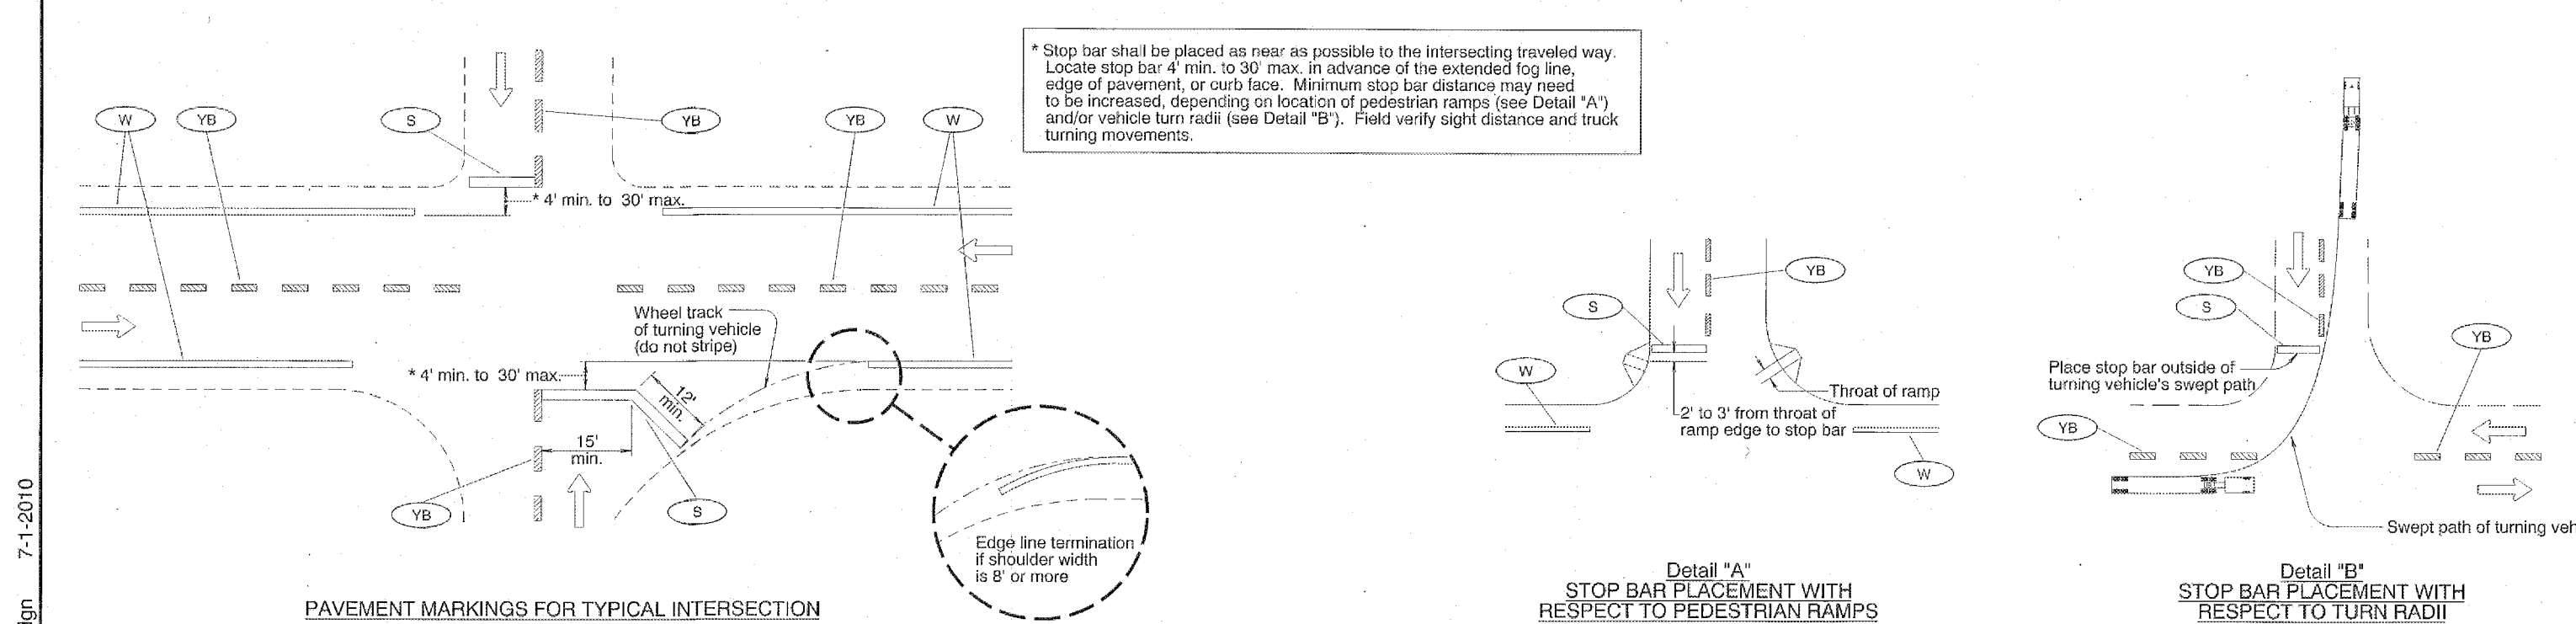 * Stop bar shall be placed as near as possible to the intersecting traveled way.
Locate stop bar 4' min. to 30' max. in advance of the extended fog line,
edge of pavement, or curb face. Minimum stop bar distance may need
to be increased, depending on location of pedestrian ramps (see Detail "A")
and/or vehicle turn radii (see Detail "B"). Field verify sight distance and truck
turning movements.
W
YB
S
YB
YB
W
* 4' min. to 30' max.
Wheel track
of turning vehicle
(do not stripe)
* 4' min. to 30' max.
12'
min.
15'
min.
YB
S
Edge line termination
if shoulder width
is 8' or more
PAVEMENT MARKINGS FOR TYPICAL INTERSECTION
YB
S
W
Throat of ramp
2' to 3' from throat of
ramp edge to stop bar
W
Detail "A"
STOP BAR PLACEMENT WITH
RESPECT TO PEDESTRIAN RAMPS
YB
S
YB
Place stop bar outside of
turning vehicle's swept path
YB
Swept path of turning veh
Detail "B"
STOP BAR PLACEMENT WITH
RESPECT TO TURN RADII
ign 7-1-2010